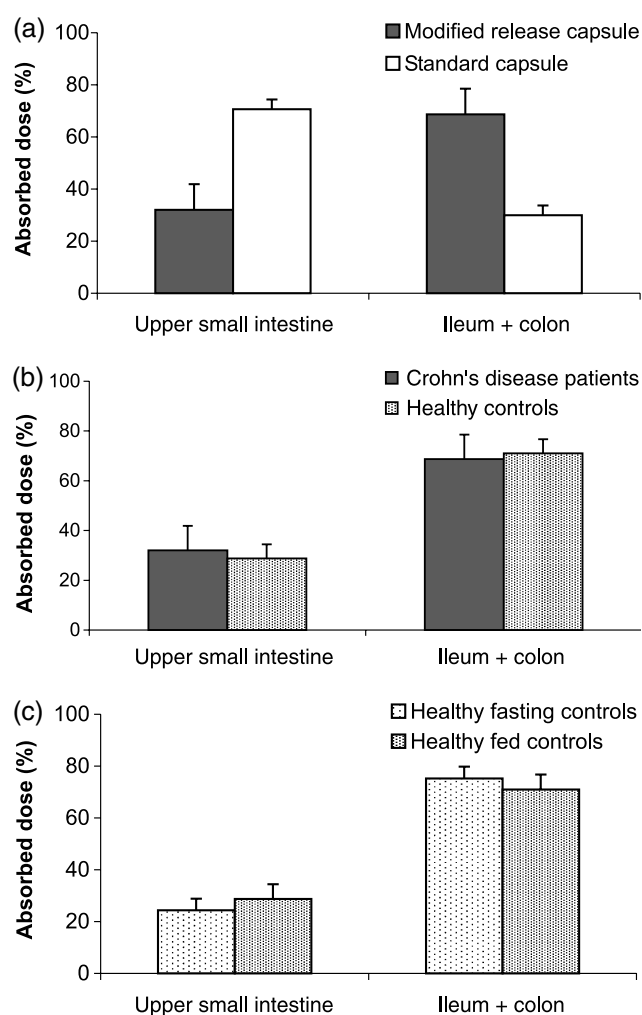 (a)
100
80
60
40
20
0
Absorbed dose (%)
Modified release capsule
Standard capsule
Upper small intestine
Ileum + colon
(b)
100
80
60
40
20
0
Absorbed dose (%)
Crohn's disease patients
Healthy controls
Upper small intestine
Ileum + colon
(c)
100
80
60
40
20
0
Absorbed dose (%)
Healthy fasting controls
Healthy fed controls
Upper small intestine
Ileum + colon